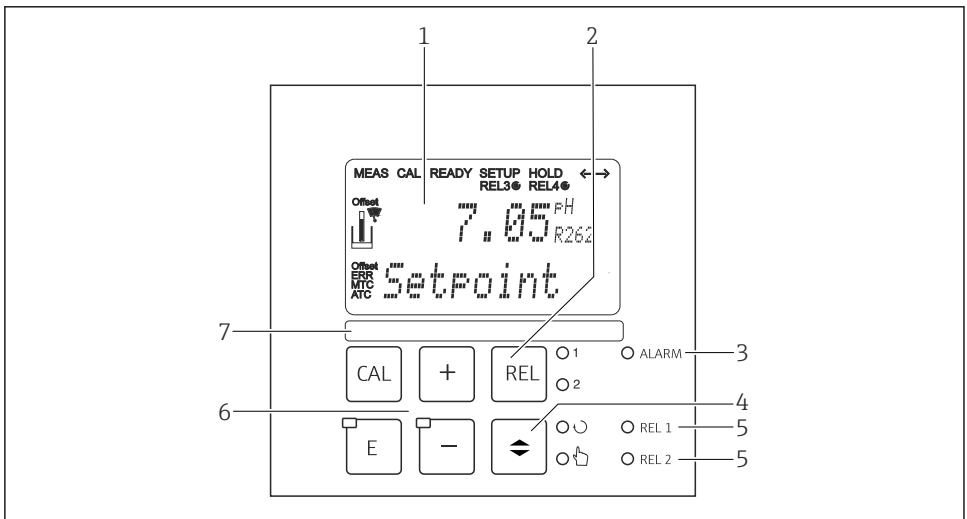 1 2
MEAS CAL READY SETUP HOLD ←→
REL3 REL4
Offset
7.05 pH
R262
Offset
ERR
MTC
ATC
Setpoint
7
CAL + REL 1 ALARM 3
2
6
4
E − REL 1 5
REL 2 5